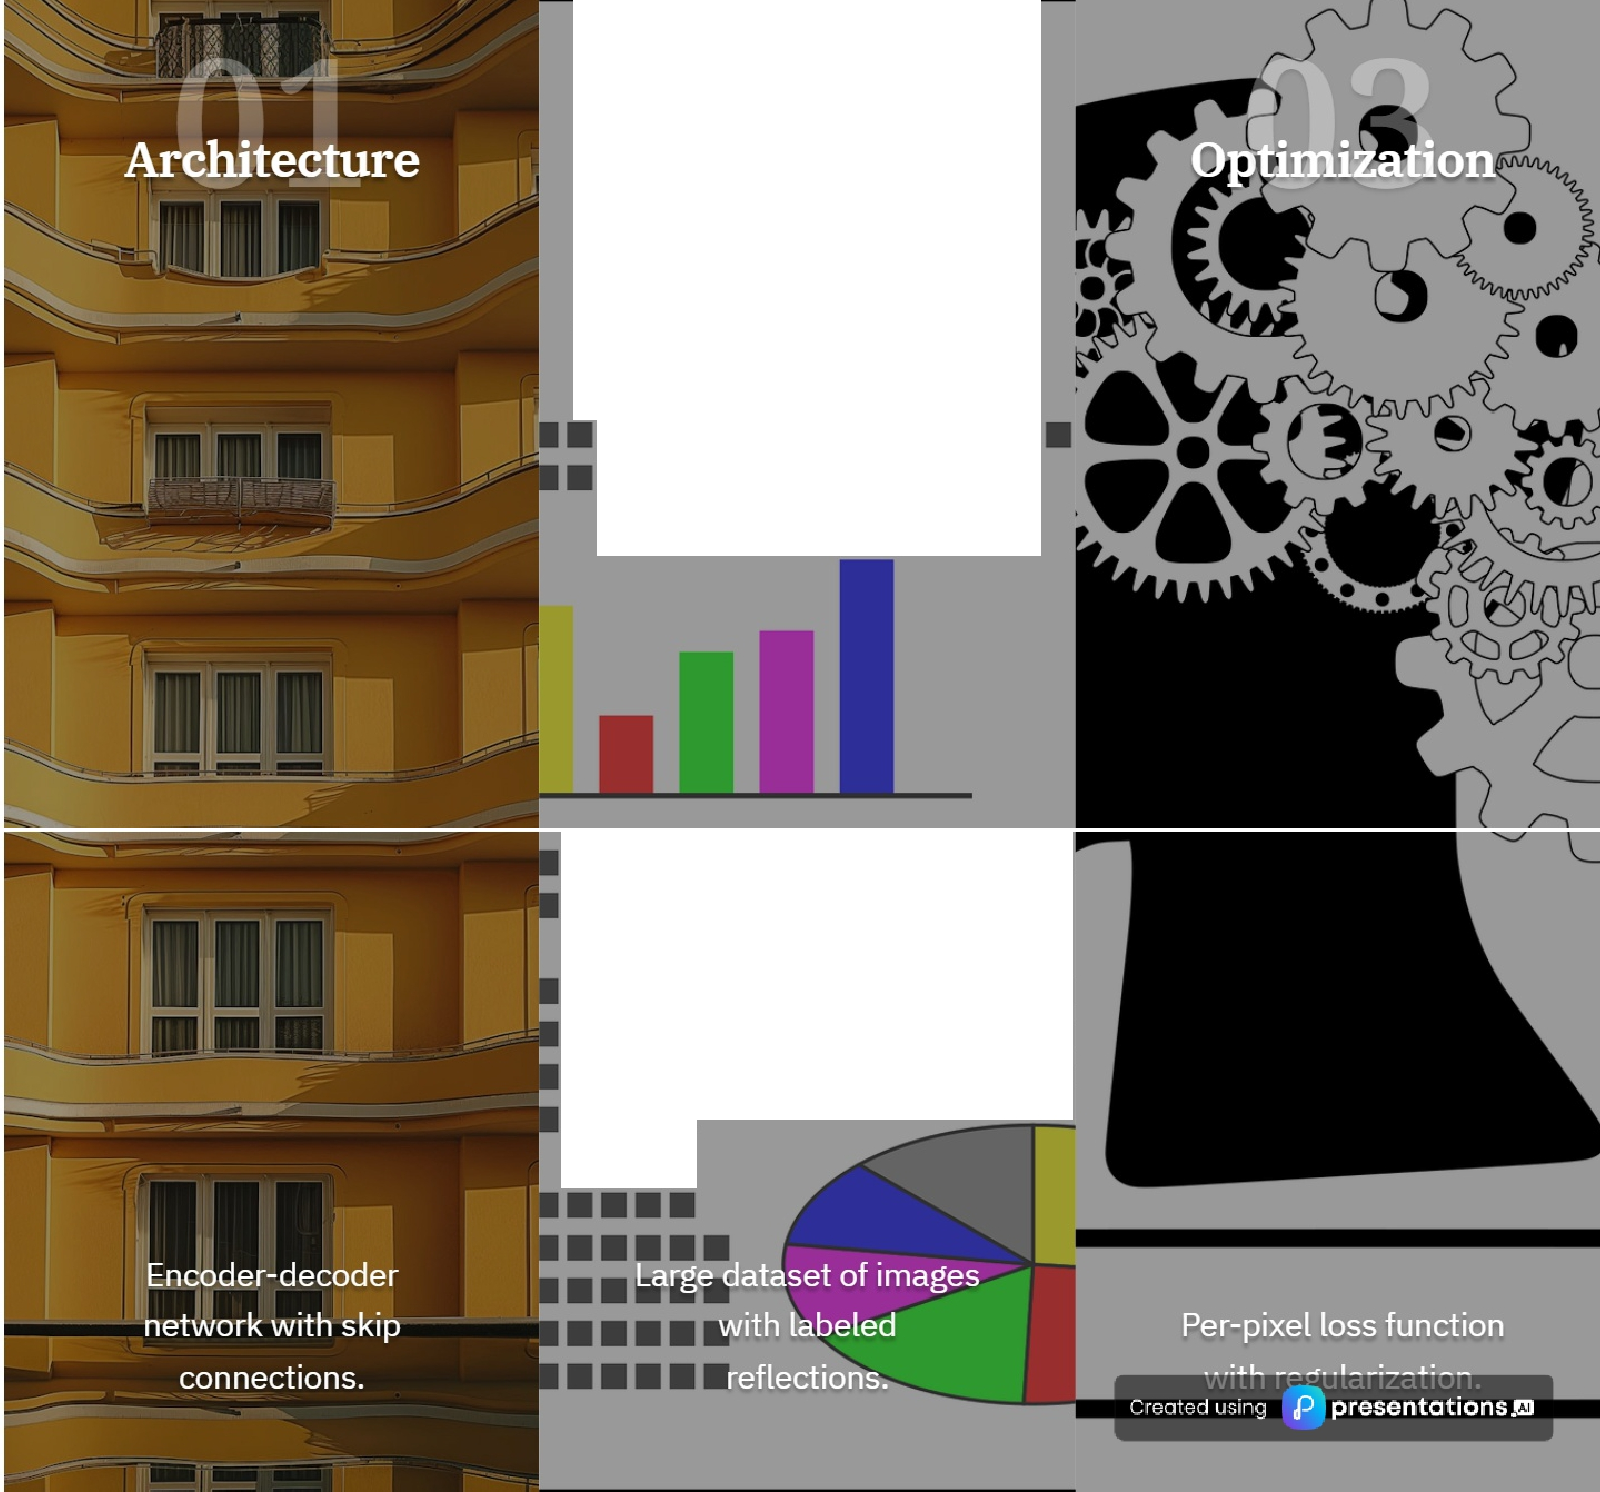 01
Architecture
Encoder-decoder
network with skip
connections.
Large dataset of images
with labeled
reflections.
03
Optimization
Per-pixel loss function
with regularization.
Created using presentations.AI